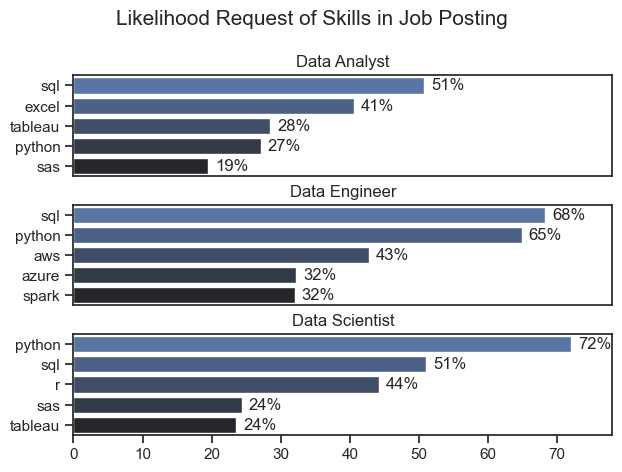 Likelihood Request of Skills in Job Posting
Data Analyst
sql 51%
excel 41%
tableau 28%
python 27%
sas 19%
Data Engineer
sql 68%
python 65%
aws 43%
azure 32%
spark 32%
Data Scientist
python 72%
sql 51%
r 44%
sas 24%
tableau 24%
0 10 20 30 40 50 60 70